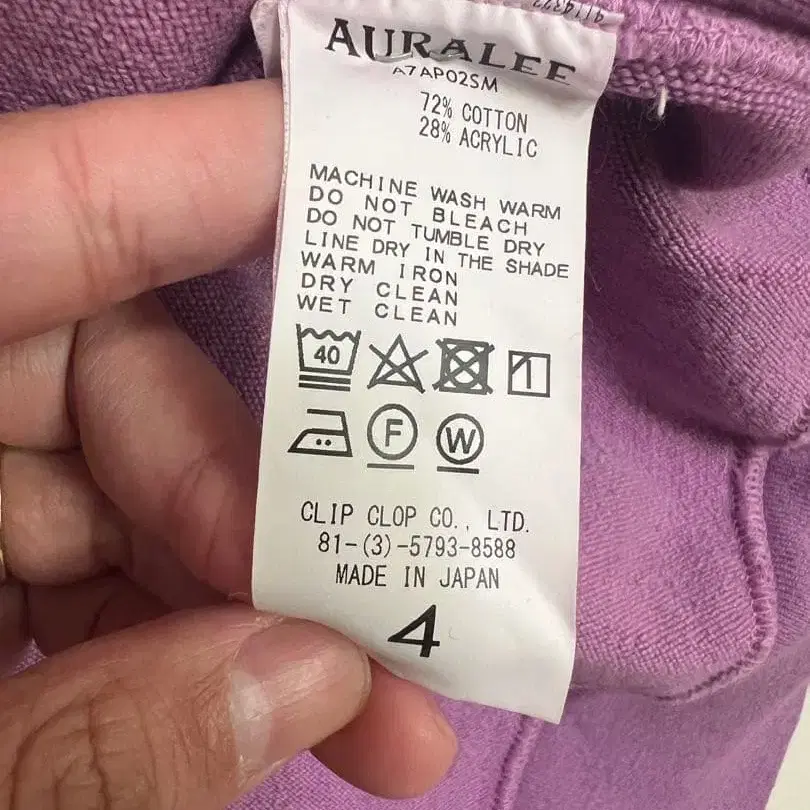 AURALEE
A7AP02SM
72% COTTON
28% ACRYLIC
MACHINE WASH WARM
DO NOT BLEACH
DO NOT TUMBLE DRY
LINE DRY IN THE SHADE
WARM IRON
DRY CLEAN
WET CLEAN
40
F W
CLIP CLOP CO., LTD.
81-(3)-5793-8588
MADE IN JAPAN
4